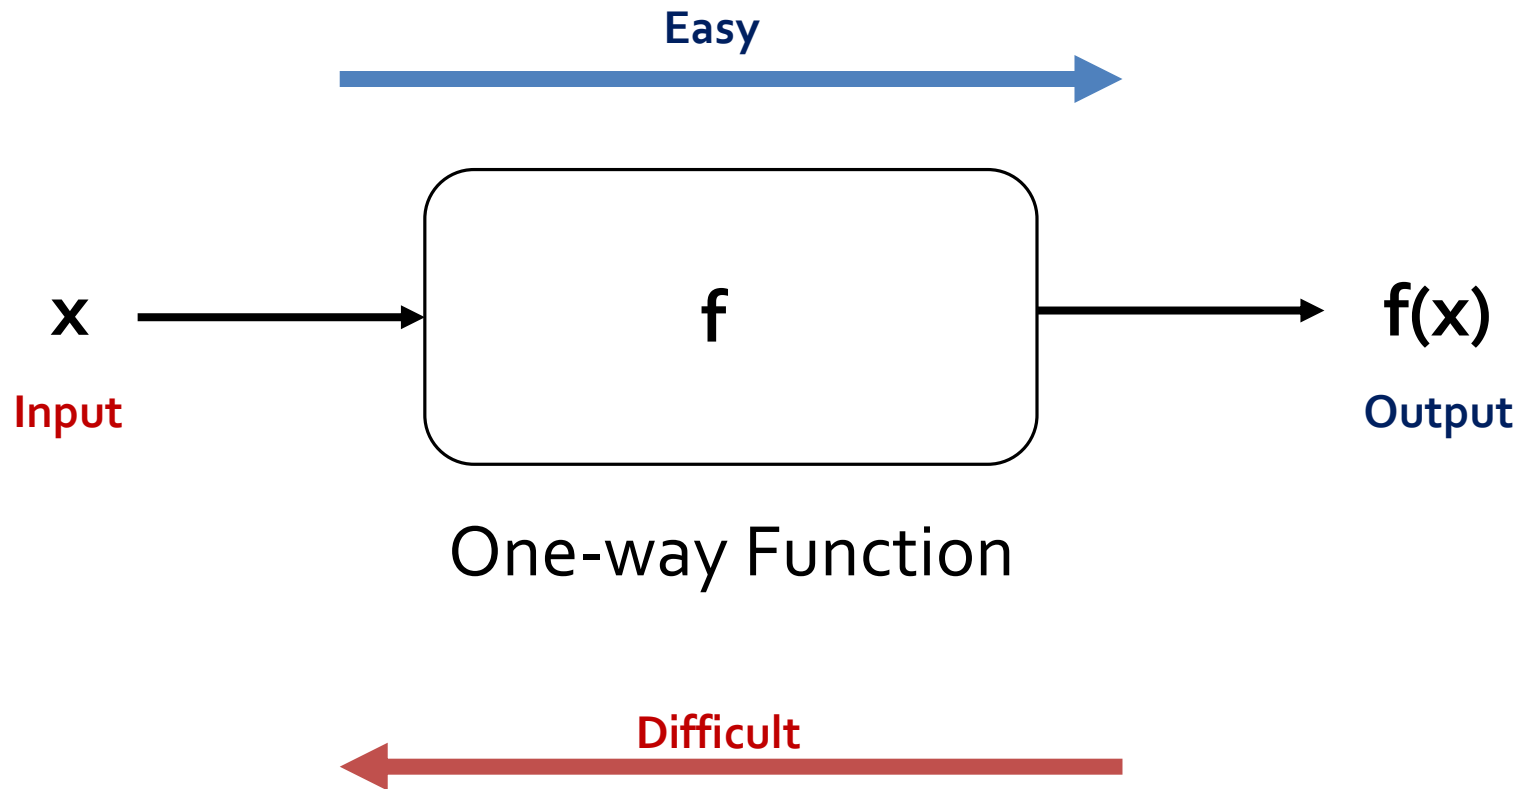 Easy
x
f
f(x)
Input
Output
One-way Function
Difficult